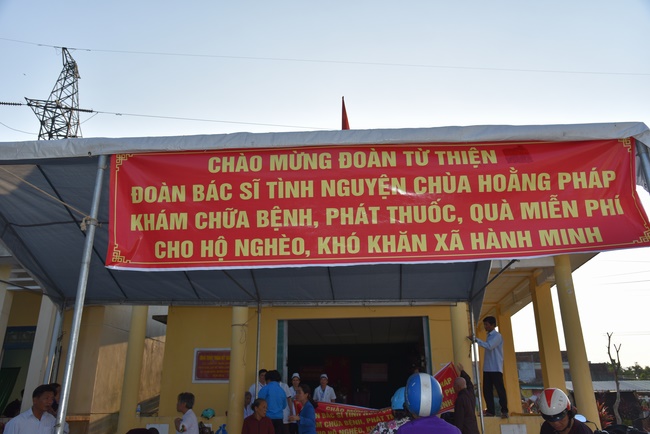 CHÀO MỪNG ĐOÀN TỪ THIỆN
ĐOÀN BÁC SĨ TÌNH NGUYỆN CHÙA HOẰNG PHÁP
KHÁM CHỮA BỆNH, PHÁT THUỐC, QUÀ MIỄN PHÍ
CHO HỘ NGHÈO, KHÓ KHĂN XÃ HÀNH MINH